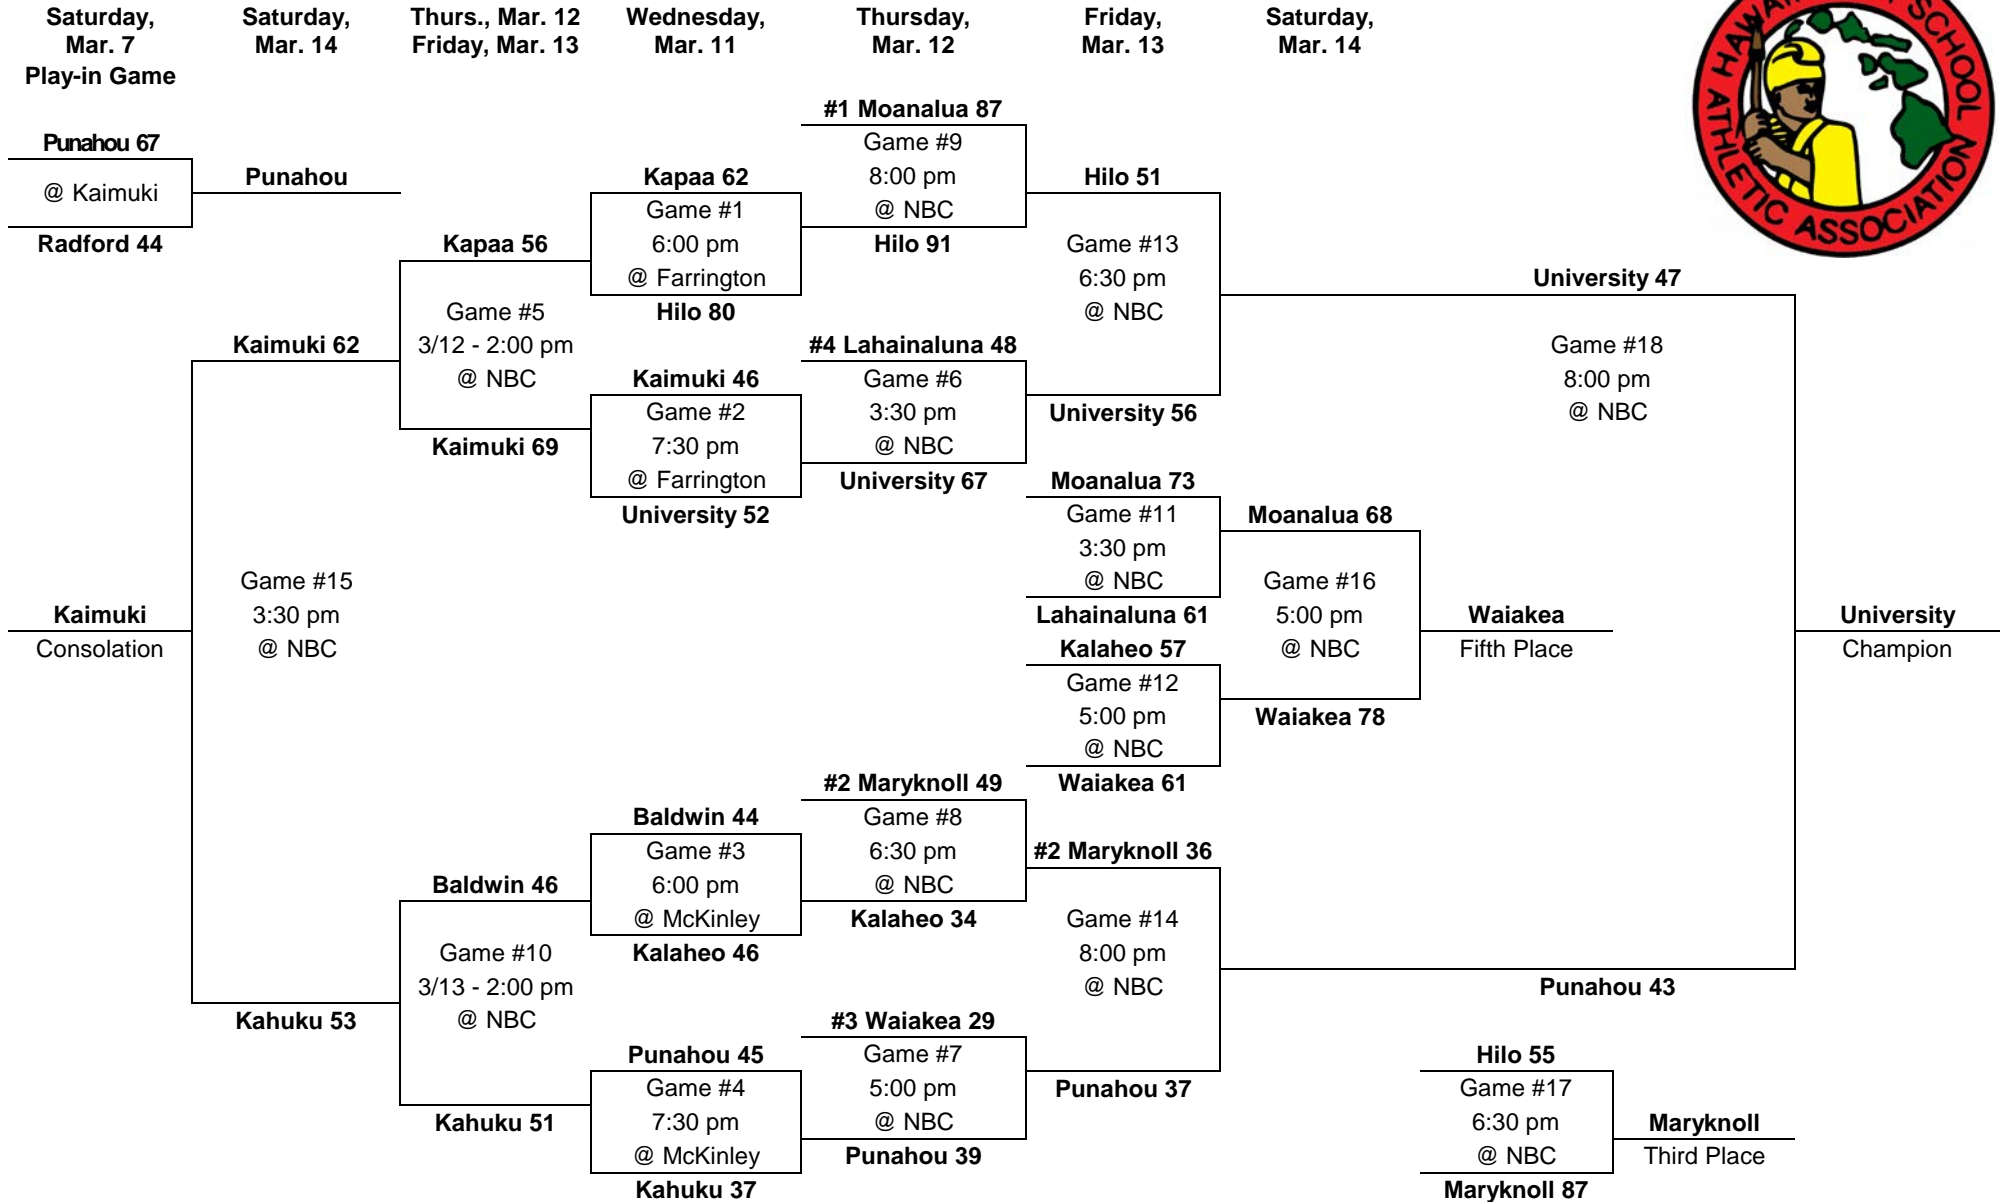 Saturday,
Mar. 7
Play-in Game
Saturday,
Mar. 14
Thurs., Mar. 12
Friday, Mar. 13
Wednesday,
Mar. 11
Thursday,
Mar. 12
Friday,
Mar. 13
Saturday,
Mar. 14
SCHOOL
ATHLETIC ASSOCIATION
Punahou 67
@ Kaimuki
Radford 44
Punahou
Kaimuki 62
Game #15
3:30 pm
@ NBC
Kahuku 53
Kaimuki
Consolation
Kapaa 56
Game #5
3/12 - 2:00 pm
@ NBC
Kaimuki 69
Baldwin 46
Game #10
3/13 - 2:00 pm
@ NBC
Kahuku 51
Kapaa 62
Game #1
6:00 pm
@ Farrington
Hilo 80
Kaimuki 46
Game #2
7:30 pm
@ Farrington
University 52
Baldwin 44
Game #3
6:00 pm
@ McKinley
Kalaheo 46
Punahou 45
Game #4
7:30 pm
@ McKinley
Kahuku 37
#1 Moanalua 87
Game #9
8:00 pm
@ NBC
Hilo 91
#4 Lahainaluna 48
Game #6
3:30 pm
@ NBC
University 67
#2 Maryknoll 49
Game #8
6:30 pm
@ NBC
Kalaheo 34
#3 Waiakea 29
Game #7
5:00 pm
@ NBC
Punahou 39
Hilo 51
Game #13
6:30 pm
@ NBC
University 56
Moanalua 73
Game #11
3:30 pm
@ NBC
Lahainaluna 61
Kalaheo 57
Game #12
5:00 pm
@ NBC
Waiakea 61
#2 Maryknoll 36
Game #14
8:00 pm
@ NBC
Punahou 37
Moanalua 68
Game #16
5:00 pm
@ NBC
Waiakea 78
Waiakea
Fifth Place
University 47
Game #18
8:00 pm
@ NBC
Punahou 43
University
Champion
Hilo 55
Game #17
6:30 pm
@ NBC
Maryknoll 87
Maryknoll
Third Place